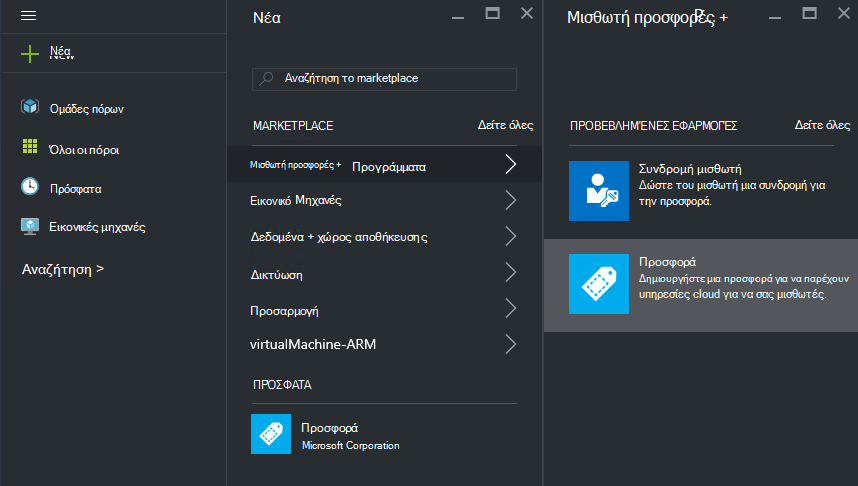 Νέα
Ομάδες πόρων
Όλοι οι πόροι
Πρόσφατα
Εικονικές μηχανές
Αναζήτηση >
Νέα
Αναζήτηση το marketplace
MARKETPLACE
Δείτε όλες
Μισθωτή προσφορές + Προγράμματα
Εικονικό Μηχανές
Δεδομένα + χώρος αποθήκευσης
Δικτύωση
Προσαρμογή
virtualMachine-ARM
ΠΡΌΣΦΑΤΑ
Προσφορά
Microsoft Corporation
Μισθωτή προσφορές +
ΠΡΟΒΕΒΛΗΜΈΝΕΣ ΕΦΑΡΜΟΓΈΣ
Δείτε όλες
Συνδρομή μισθωτή
Δώστε του μισθωτή μια συνδρομή για
την προσφορά.
Προσφορά
Δημιουργήστε μια προσφορά για να παρέχουν
υπηρεσίες cloud για να σας μισθωτές.